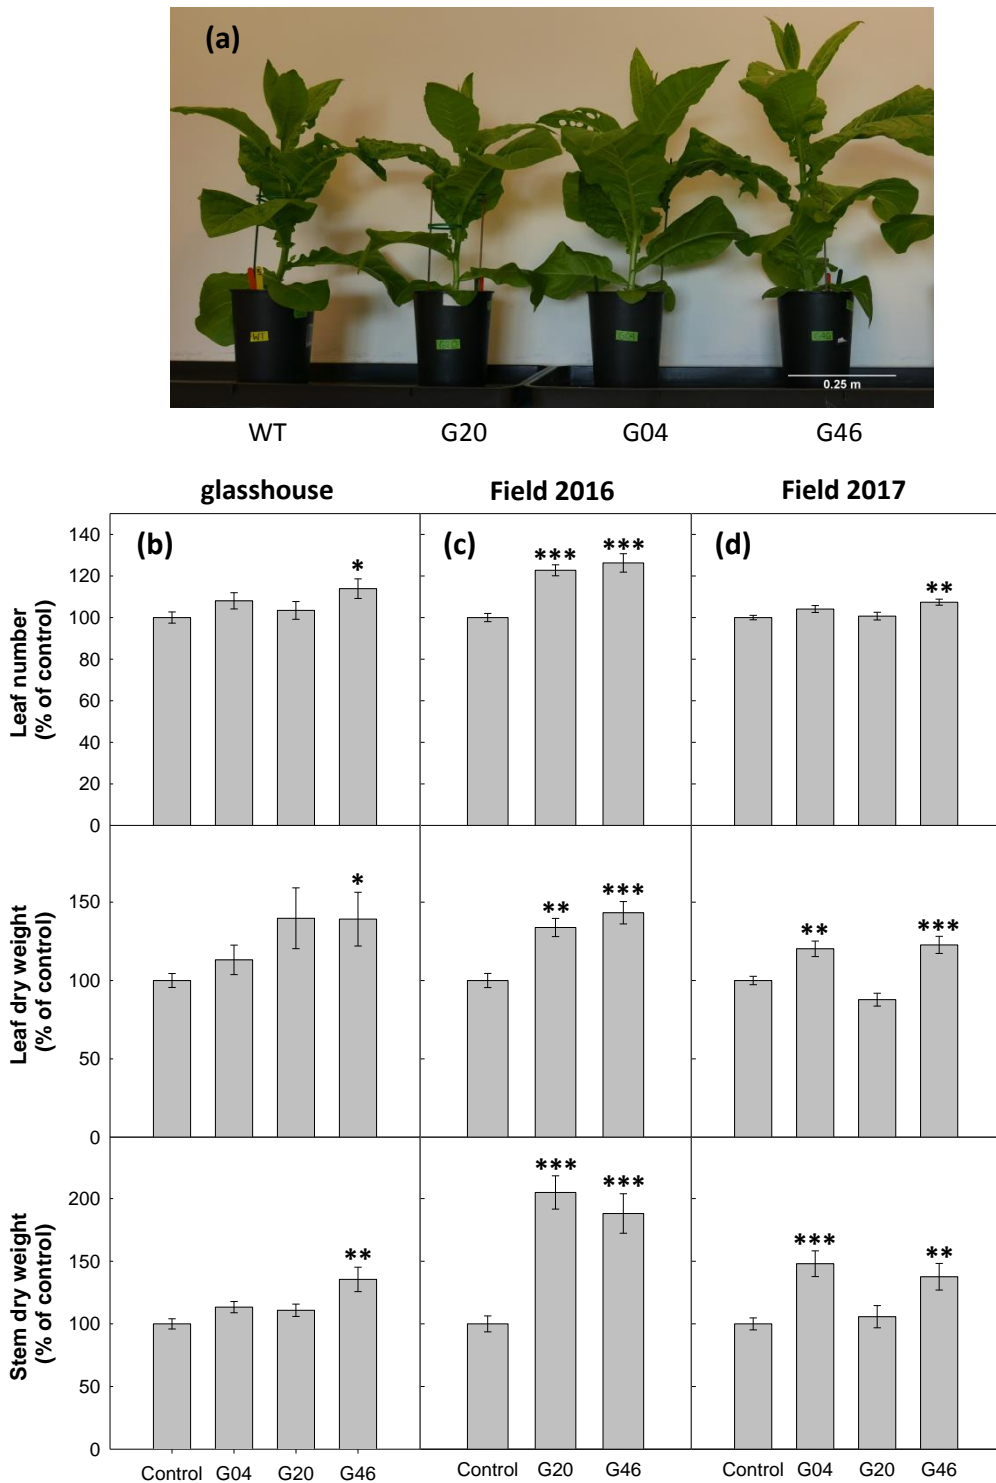 (a)
WT
G20
G04
G46
0.25 m
WT G20 G04 G46
glasshouse Field 2016 Field 2017
(b) (c) (d)
Leaf number
(% of control)
140
120
100
80
60
40
20
0
* *** *** **
Leaf dry weight
(% of control)
150
100
50
0
* ** *** ** ***
Stem dry weight
(% of control)
200
150
100
50
0
** *** *** *** **
Control G04 G20 G46 Control G20 G46 Control G04 G20 G46